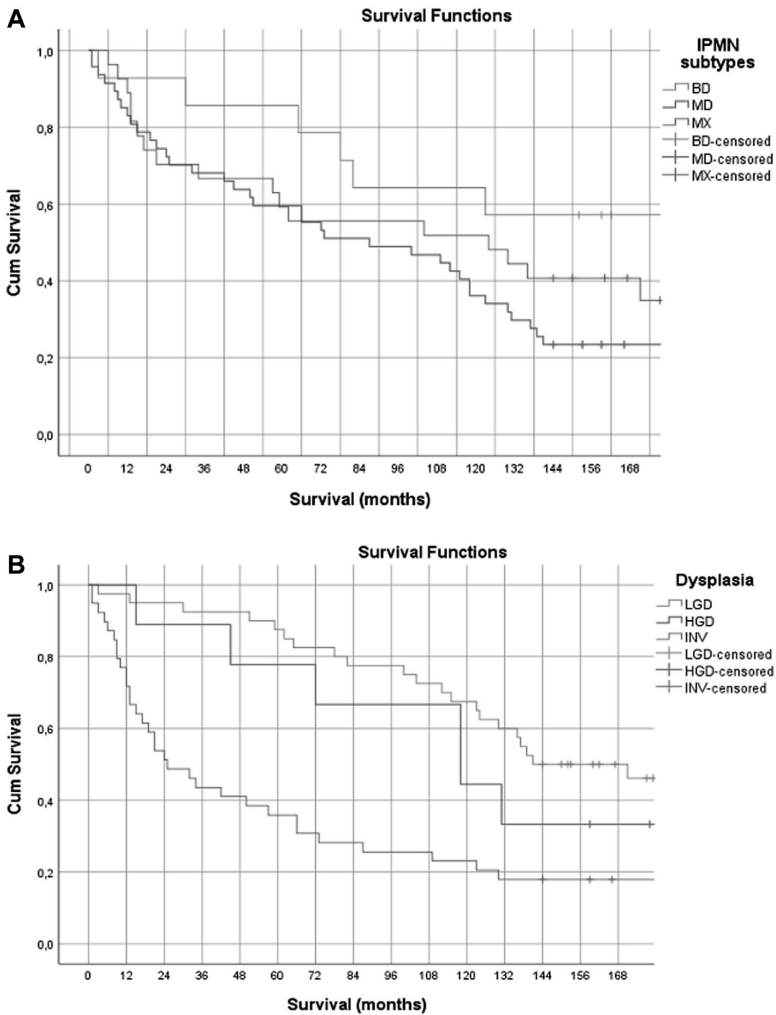 A
Survival Functions
IPMN
subtypes
BD
MD
MX
BD-censored
MD-censored
MX-censored
Cum Survival
1,0
0,8
0,6
0,4
0,2
0,0
0 12 24 36 48 60 72 84 96 108 120 132 144 156 168
Survival (months)
B
Survival Functions
Dysplasia
LGD
HGD
INV
LGD-censored
HGD-censored
INV-censored
Cum Survival
1,0
0,8
0,6
0,4
0,2
0,0
0 12 24 36 48 60 72 84 96 108 120 132 144 156 168
Survival (months)